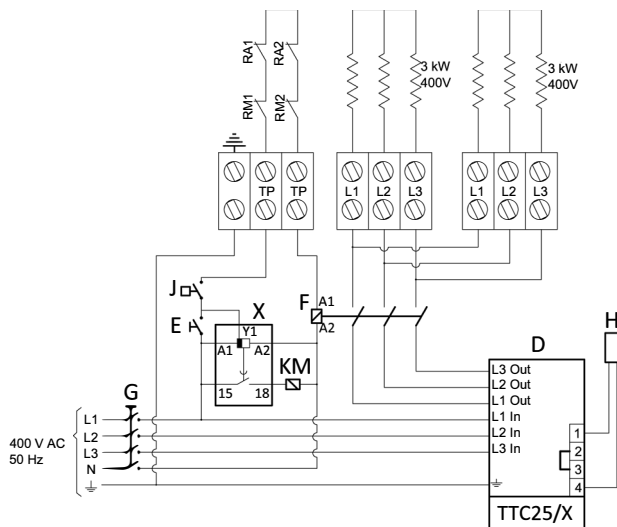 RA1
RA2
3 kW
400V
3 kW
400V
RM1
RM2
TP
TP
L1
L2
L3
L1
L2
L3
J
F
A1
A2
X
H
E
Y1
A1
A2
D
KM
L3 Out
L2 Out
L1 Out
15
18
G
L1
L1 In
400 V AC
50 Hz
L2
L2 In
1
L3
L3 In
2
N
3
4
TTC25/X